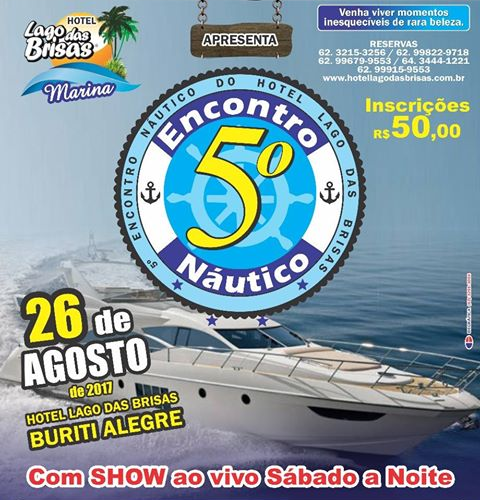 HOTEL
Lago das
Brisas
Marina
APRESENTA
Venha viver momentos
inesquecíveis de rara beleza.
RESERVAS
62. 3215-3256 / 62. 99822-9718
62. 99679-9553 / 64. 3444-1221
62. 99915-9553
www.hotellagodasbrisas.com.br
Inscrições
R$ 50,00
5º ENCONTRO NÁUTICO DO HOTEL LAGO DAS BRISAS
Encontro
5º
Náutico
26 de
AGOSTO
de 2017
HOTEL LAGO DAS BRISAS
BURITI ALEGRE
Com SHOW ao vivo Sábado a Noite